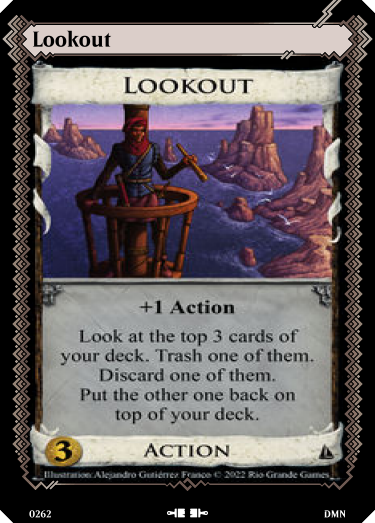 Lookout
LOOKOUT
+1 Action
Look at the top 3 cards of
your deck. Trash one of them.
Discard one of them.
Put the other one back on
top of your deck.
3
ACTION
Illustration: Alejandro Gutiérrez Franco © 2022 Rio Grande Games
0262
DMN